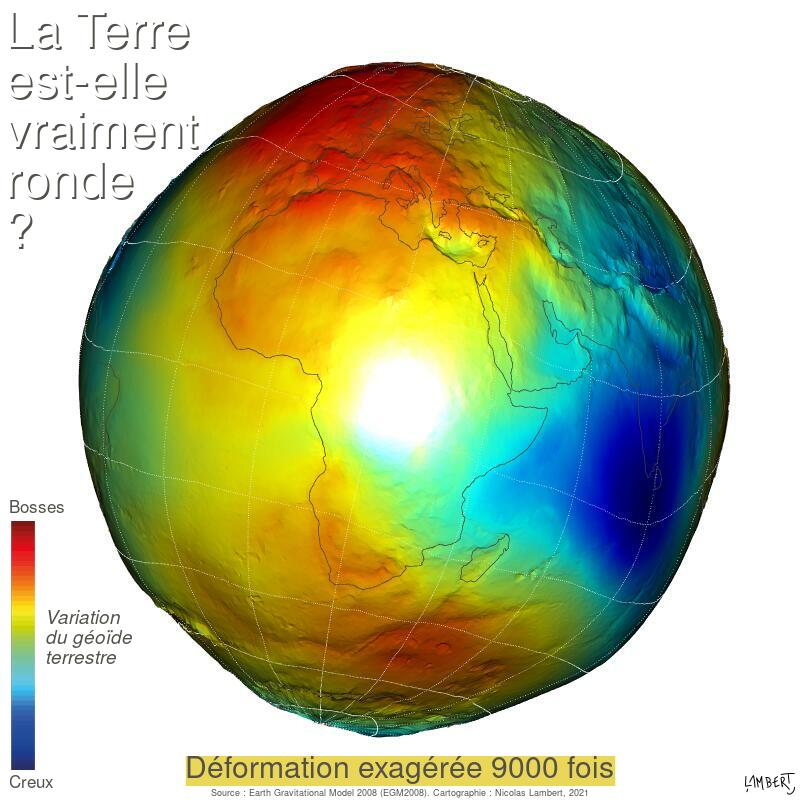 La Terre
est-elle
vraiment
ronde
?
Bosses
Variation
du géoïde
terrestre
Creux
Déformation exagérée 9000 fois
Source : Earth Gravitational Model 2008 (EGM2008). Cartographie : Nicolas Lambert, 2021
LAMBERT